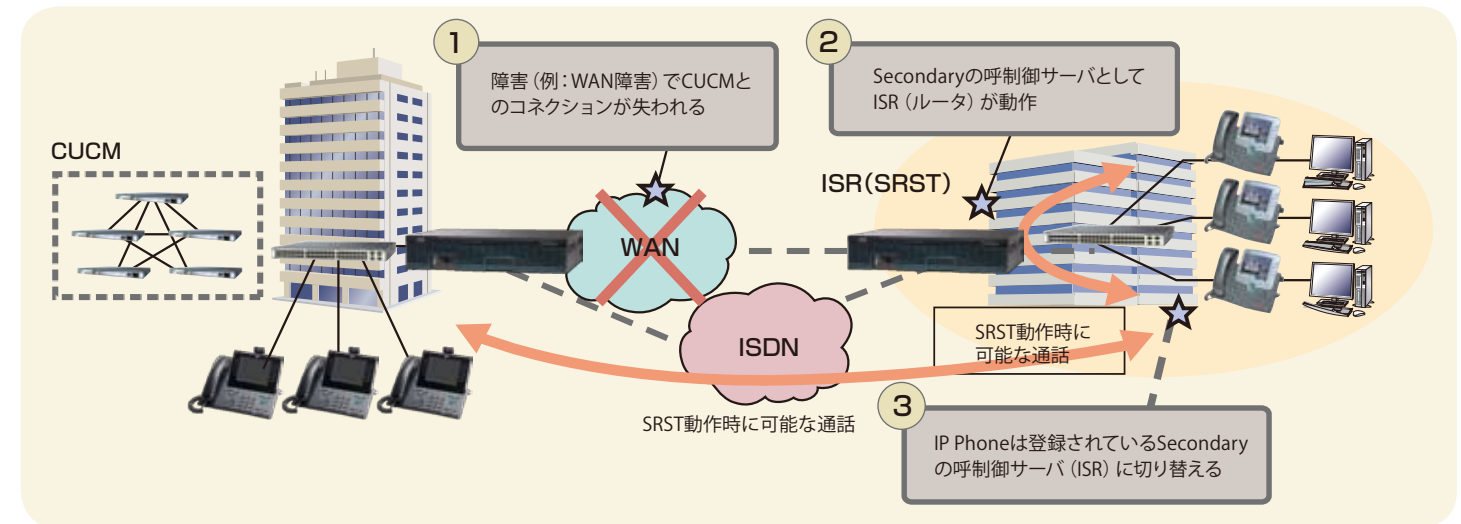 1
障害（例：WAN障害）でCUCMと
のコネクションが失われる
2
Secondaryの呼制御サーバとして
ISR（ルータ）が動作
CUCM
WAN
ISR（SRST）
ISDN
SRST動作時に
可能な通話
SRST動作時に可能な通話
3
IP Phoneは登録されているSecondary
の呼制御サーバ（ISR）に切り替える